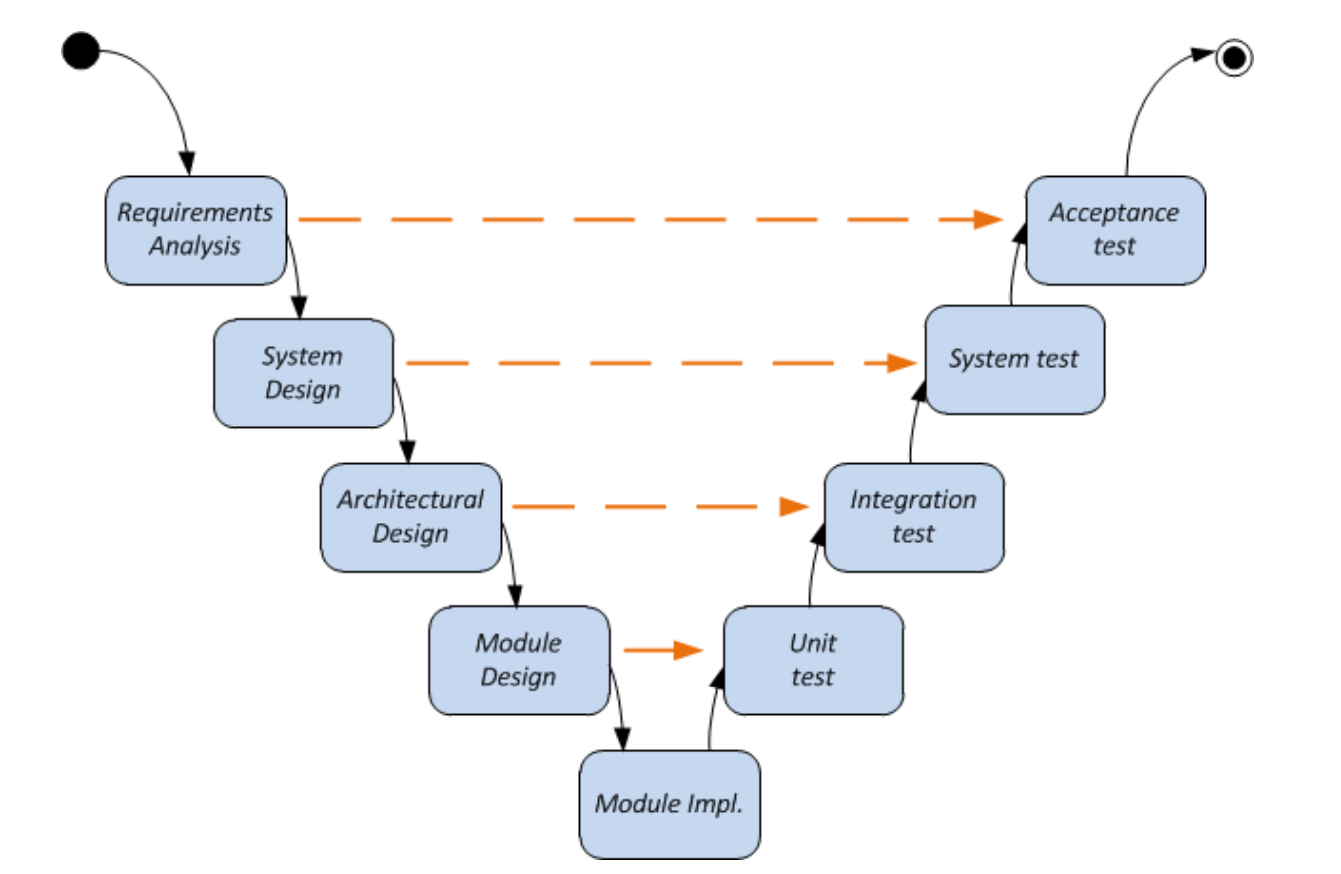 Requirements
Analysis
Acceptance
test
System
Design
System test
Architectural
Design
Integration
test
Module
Design
Unit
test
Module Impl.